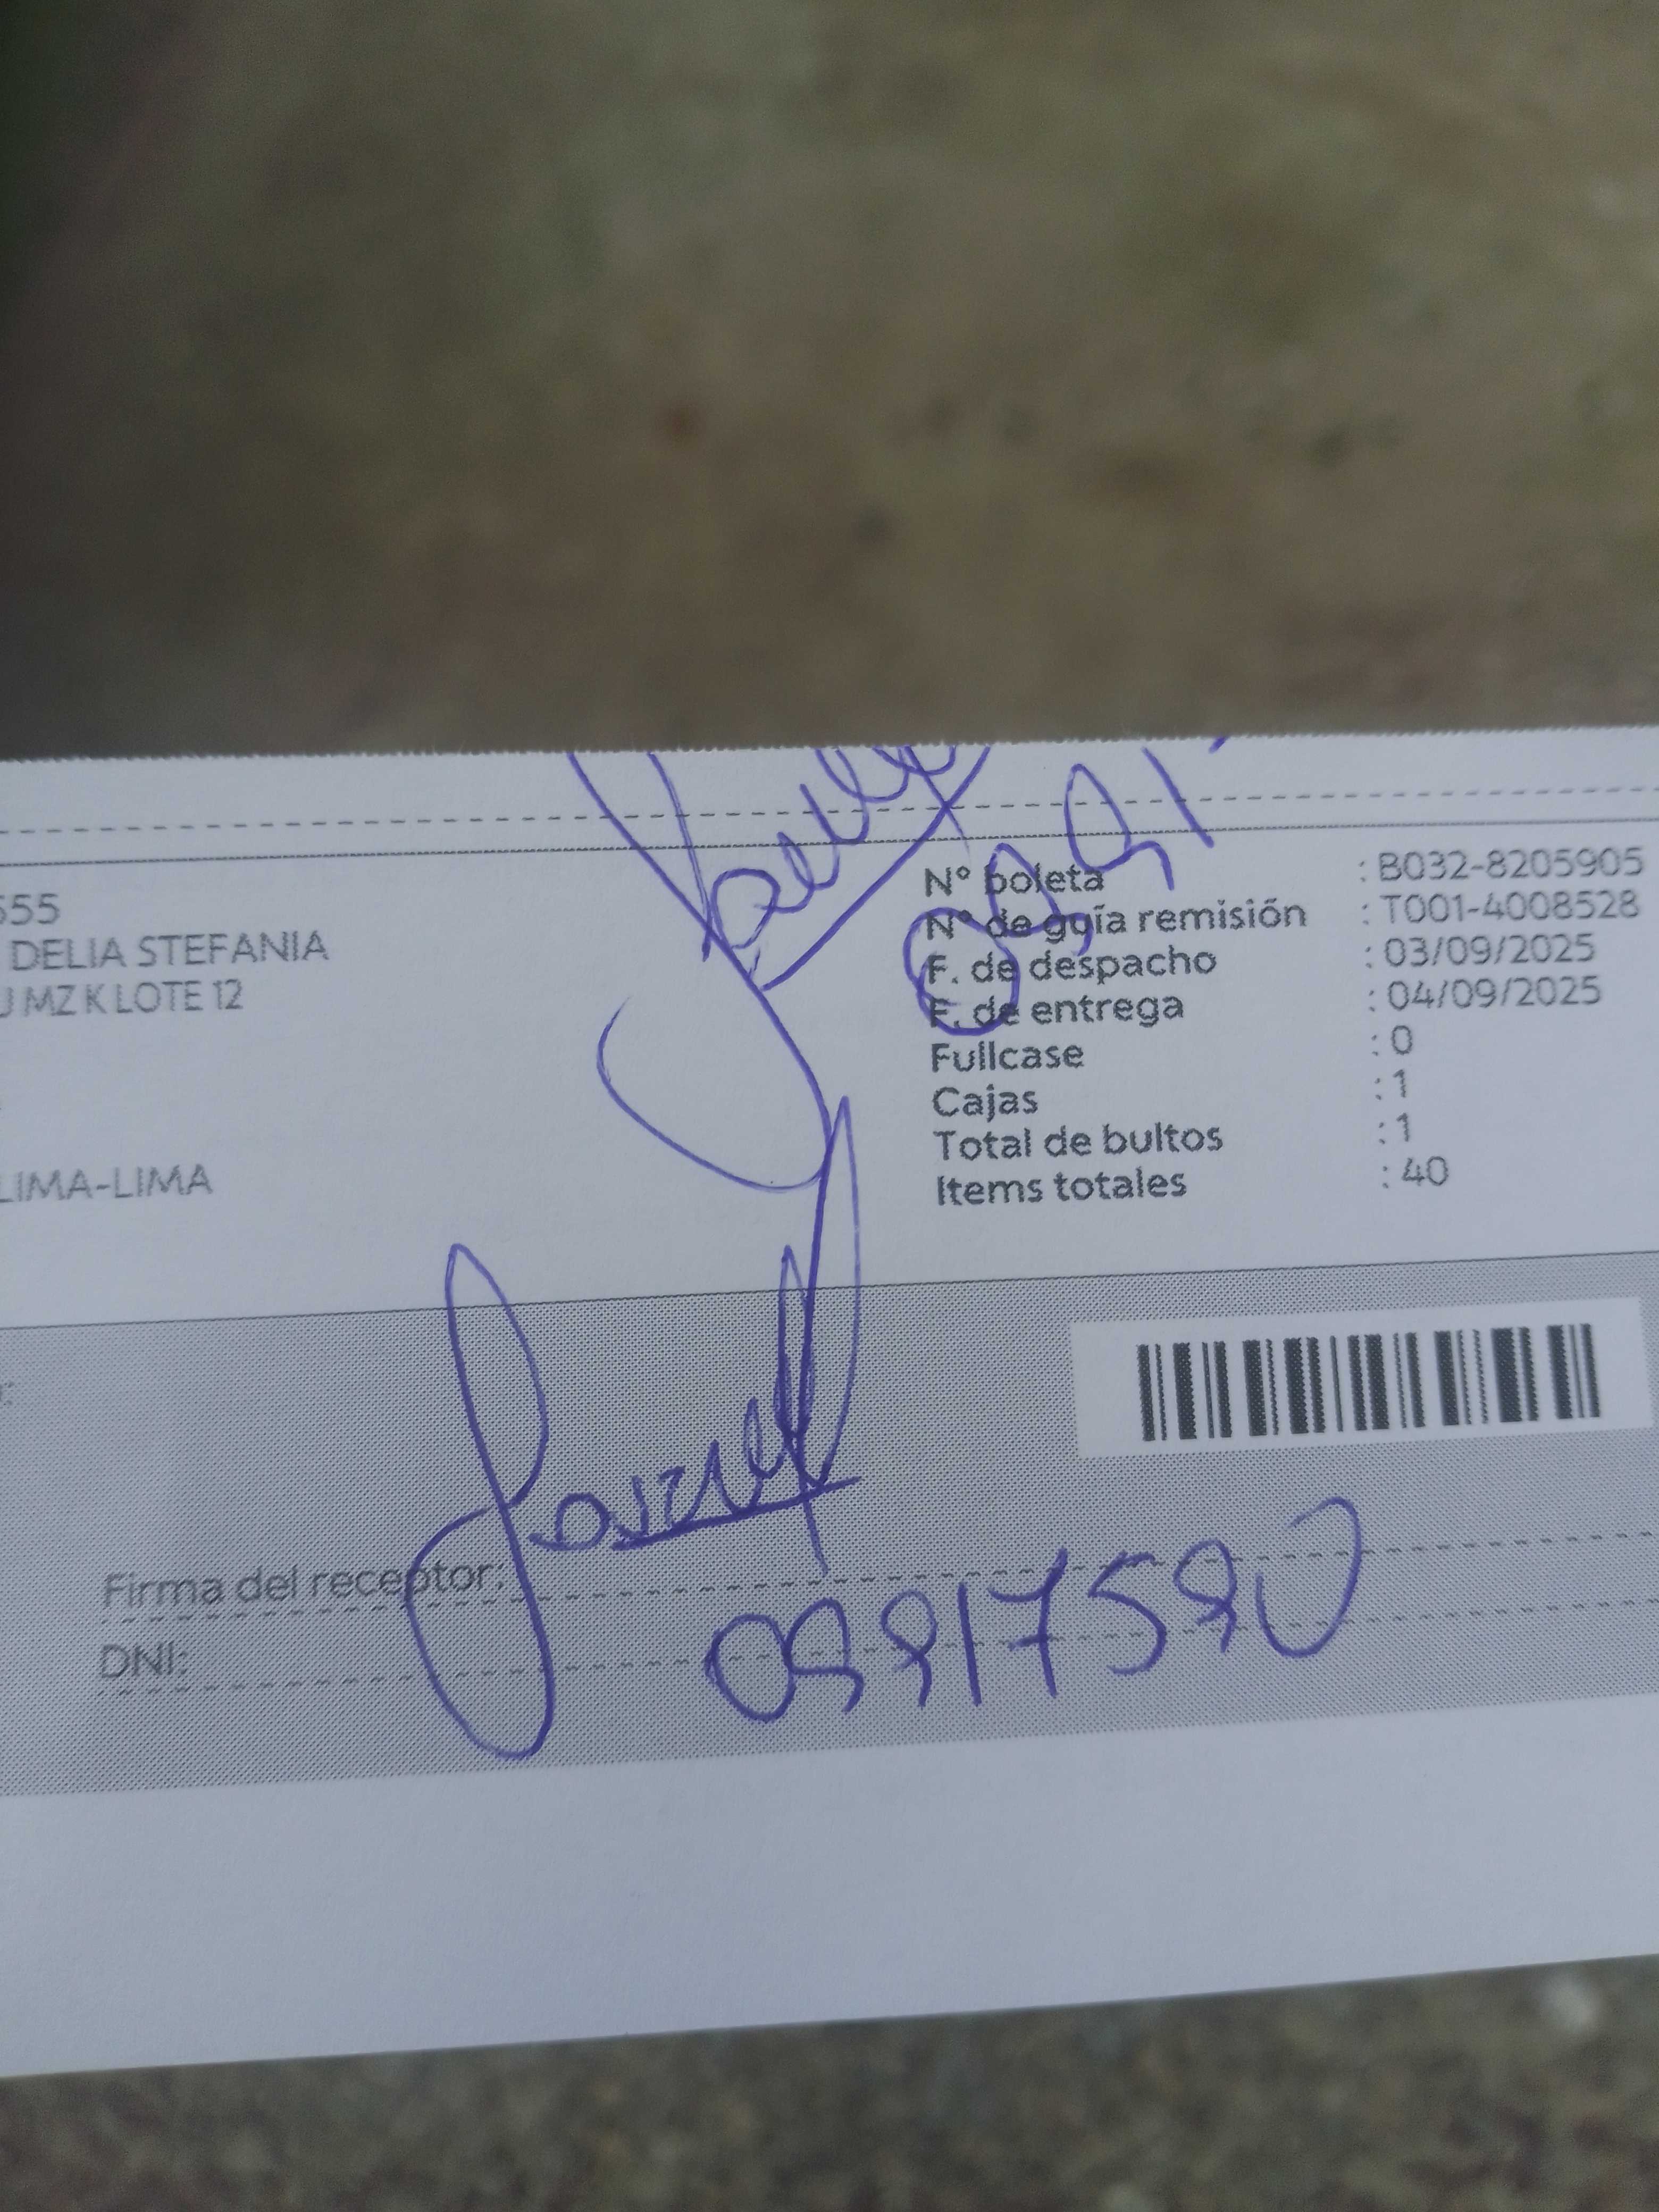 555
DELIA STEFANIA
U MZ K LOTE 12
LIMA-LIMA
N° boleta : B032-8205905
N° de guía remisión : T001-4008528
F. de despacho : 03/09/2025
F. de entrega : 04/09/2025
Fullcase : 0
Cajas : 1
Total de bultos : 1
Items totales : 40
Firma del receptor:
DNI: 09917590